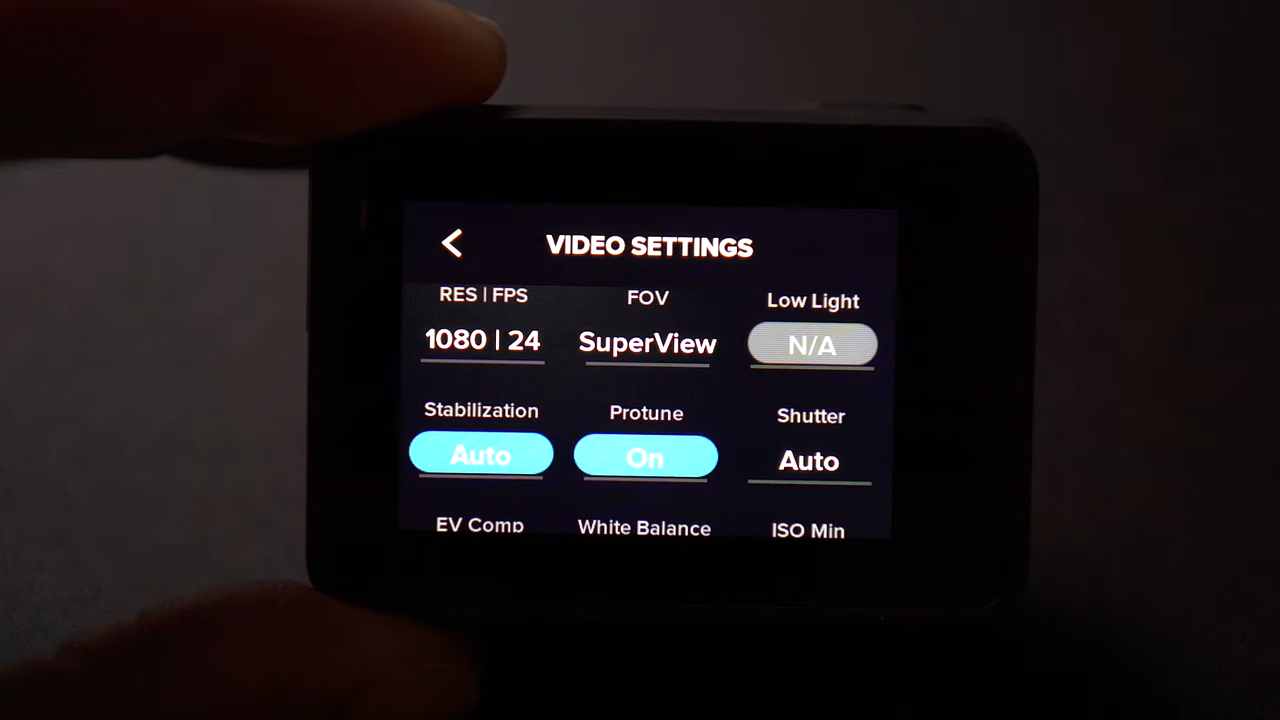 VIDEO SETTINGS
RES | FPS
FOV
Low Light
1080 | 24
SuperView
N/A
Stabilization
Protune
Shutter
Auto
On
Auto
EV Comp
White Balance
ISO Min